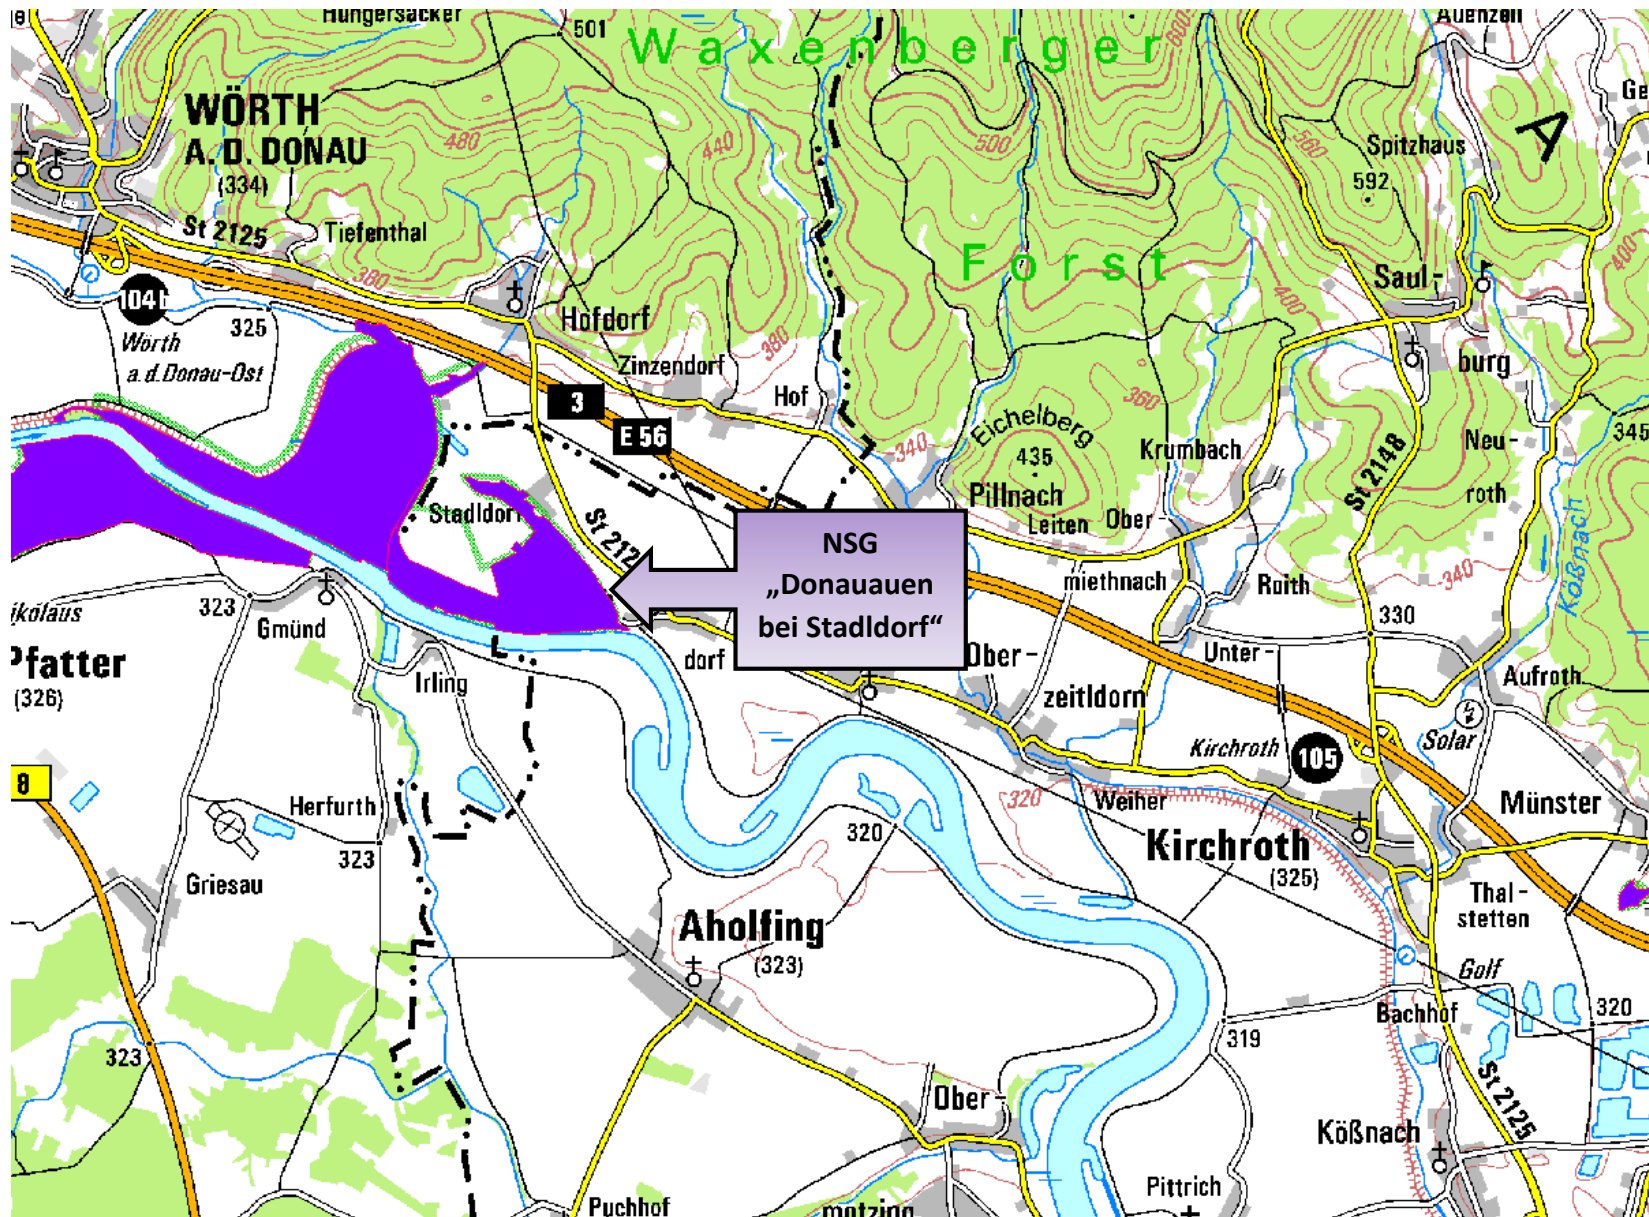 Hungersacker
501
Waxenberger
600
Auenzell
Ge
WÖRTH
A. D. DONAU
(334)
480
440
500
560
Spitzhaus
592
A
St 2125
Tiefenthal
380
Forst
400
400
Saul-
104b
325
Hofdorf
Wörth
a.d.Donau-Ost
Zinzendorf
380
Hof
burg
3
E 56
360
Eichelberg
435
340
Krumbach
St 2148
Neu-
roth
345
Pillnach
Leiten
Ober-
Stadldorf
St 212
NSG
„Donauauen
bei Stadldorf“
miethnach
Roith
340
Kößnach
323
ikolaus
Gmünd
330
Pfatter
(326)
Irling
dorf
Ober-
Unter-
Aufroth
zeitldorn
Kirchroth
105
Solar
8
Herfurth
320
Weiher
Münster
323
320
Kirchroth
(325)
Griesau
Thal-
stetten
Aholfing
(323)
Golf
Bachhof
320
323
319
Ober-
St 2125
Kößnach
Pittrich
Puchhof
motzing